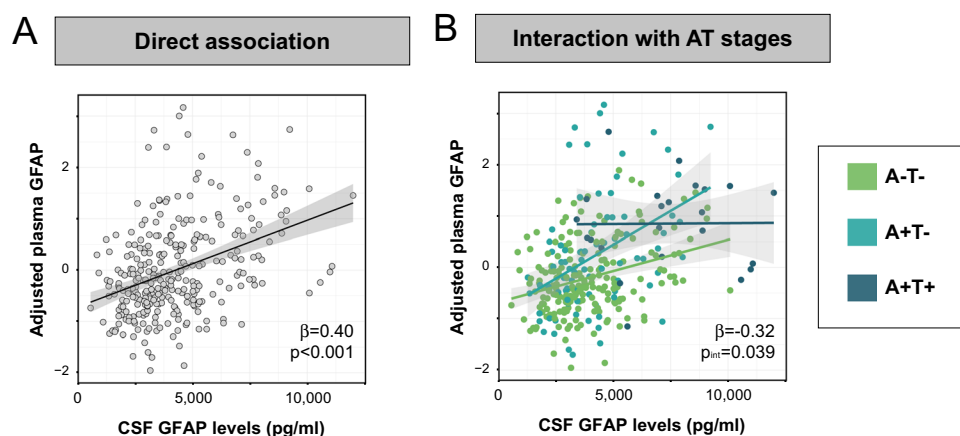 A
Direct association
Adjusted plasma GFAP
2
0
−2
β=0.40
p<0.001
0
5,000
10,000
CSF GFAP levels (pg/ml)
B
Interaction with AT stages
Adjusted plasma GFAP
2
0
−2
β=-0.32
pint=0.039
0
5,000
10,000
CSF GFAP levels (pg/ml)
A-T-
A+T-
A+T+